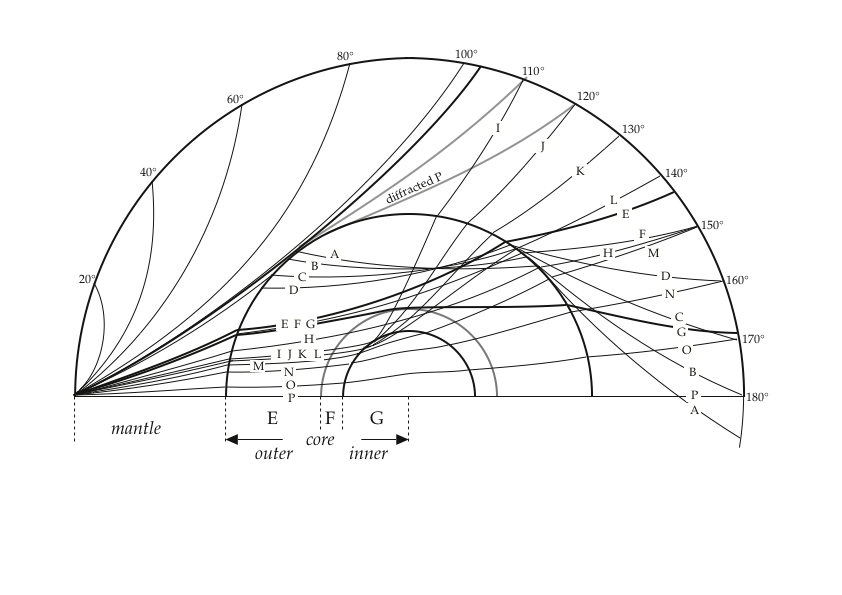 80°
100°
110°
60°
120°
I
130°
J
40°
K
140°
diffracted P
L
E
150°
F
A
H
M
B
20°
C
D
160°
D
N
C
E F G
G
H
170°
O
I J K L
M
N
B
O
P
P
180°
A
E
F
G
mantle
core
outer
inner